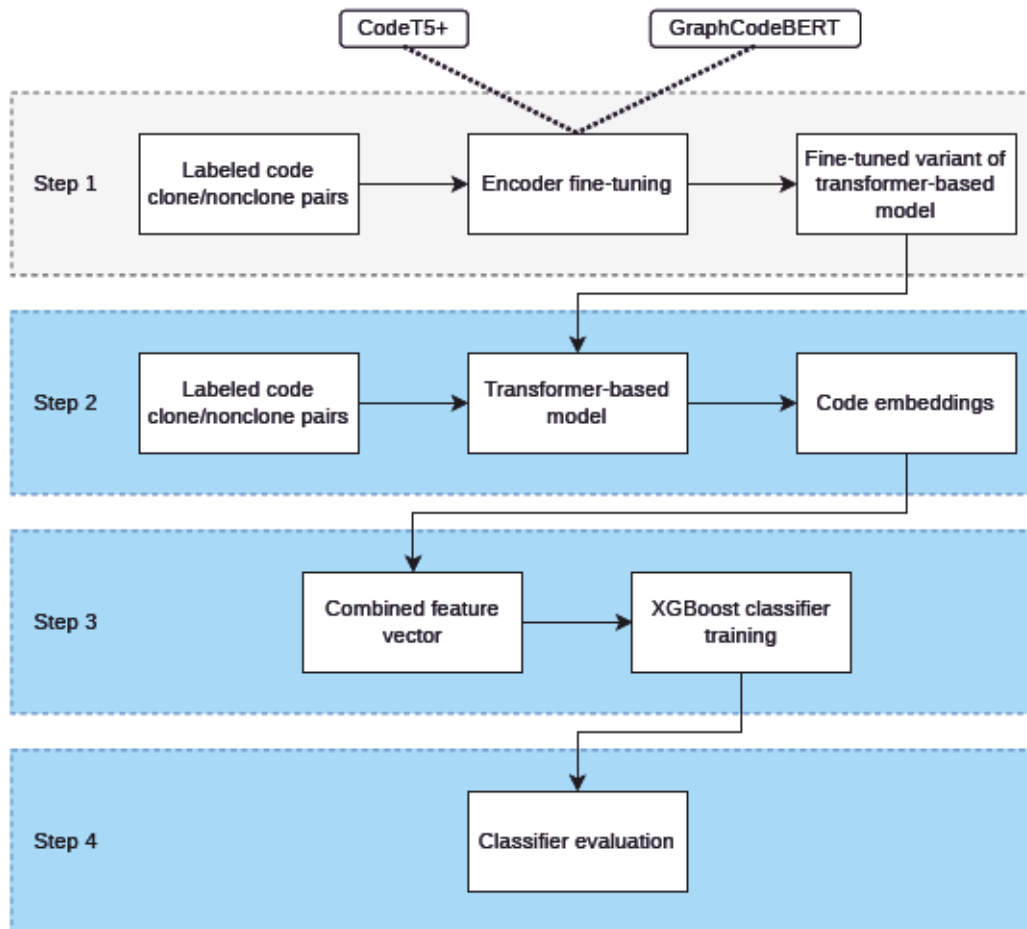 CodeT5+
GraphCodeBERT
Step 1
Labeled code
clone/nonclone pairs
Encoder fine-tuning
Fine-tuned variant of
transformer-based
model
Step 2
Labeled code
clone/nonclone pairs
Transformer-based
model
Code embeddings
Step 3
Combined feature
vector
XGBoost classifier
training
Step 4
Classifier evaluation